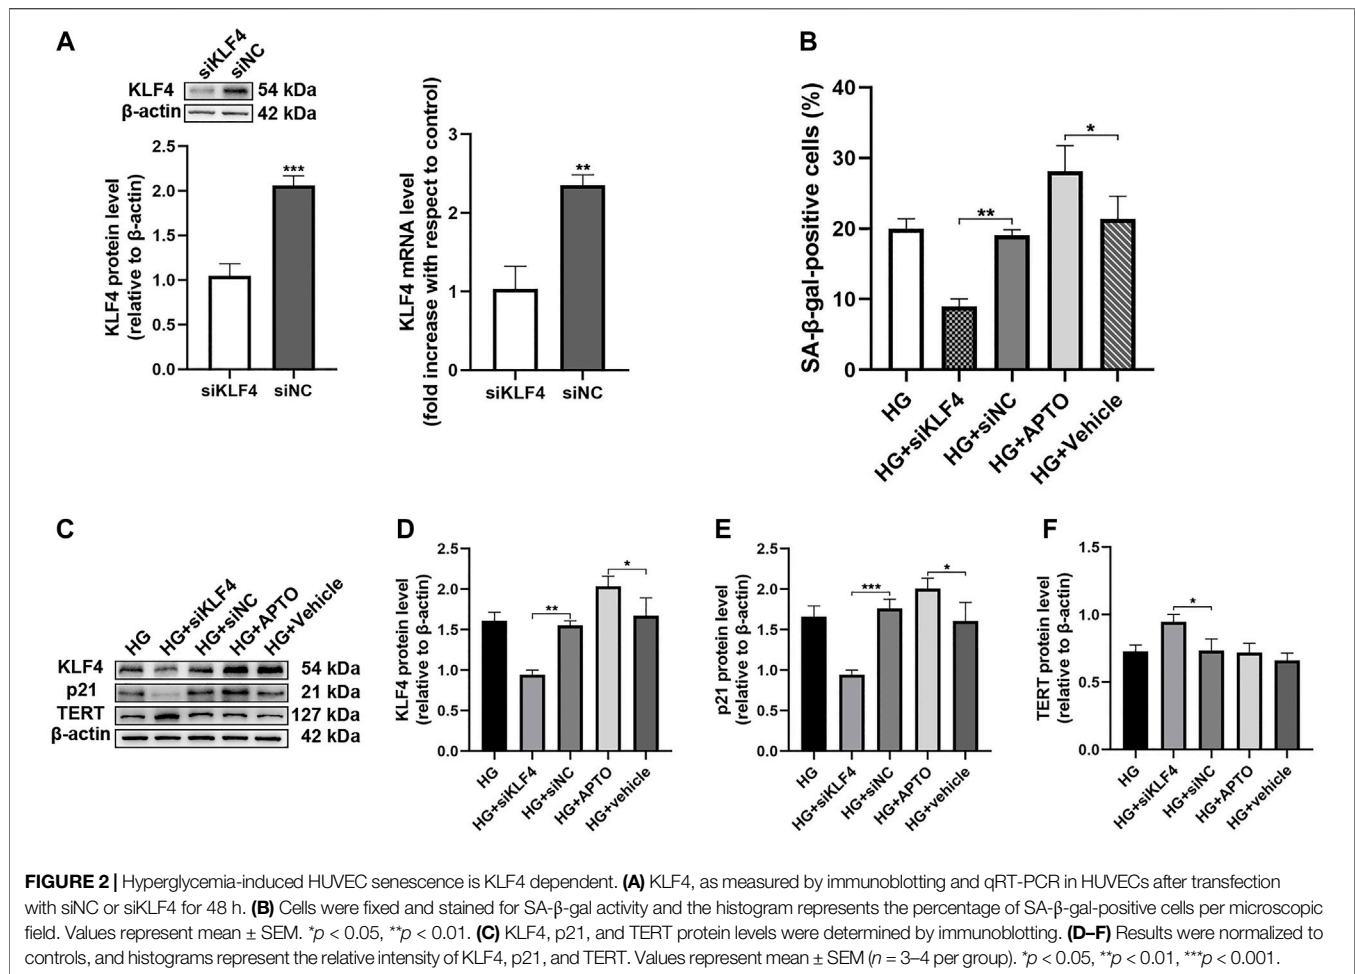 A
siKLF4
siNC
KLF4
54 kDa
β-actin
42 kDa
KLF4 protein level
(relative to β-actin)
2.5
2.0
1.5
1.0
0.5
0.0
***
siKLF4
siNC
KLF4 mRNA level
(fold increase with respect to control)
3
2
1
0
**
siKLF4
siNC
B
SA-β-gal-positive cells (%)
40
30
20
10
0
**
*
HG
HG+siKLF4
HG+siNC
HG+APTO
HG+Vehicle
C
HG
HG+siKLF4
HG+siNC
HG+APTO
HG+Vehicle
KLF4
54 kDa
p21
21 kDa
TERT
127 kDa
β-actin
42 kDa
D
KLF4 protein level
(relative to β-actin)
2.5
2.0
1.5
1.0
0.5
0.0
**
*
HG
HG+siKLF4
HG+siNC
HG+APTO
HG+vehicle
E
p21 protein level
(relative to β-actin)
2.5
2.0
1.5
1.0
0.5
0.0
***
*
HG
HG+siKLF4
HG+siNC
HG+APTO
HG+vehicle
F
TERT protein level
(relative to β-actin)
1.5
1.0
0.5
0.0
*
HG
HG+siKLF4
HG+siNC
HG+APTO
HG+vehicle
FIGURE 2 | Hyperglycemia-induced HUVEC senescence is KLF4 dependent. (A) KLF4, as measured by immunoblotting and qRT-PCR in HUVECs after transfection
with siNC or siKLF4 for 48 h. (B) Cells were fixed and stained for SA-β-gal activity and the histogram represents the percentage of SA-β-gal-positive cells per microscopic
field. Values represent mean ± SEM. *p < 0.05, **p < 0.01. (C) KLF4, p21, and TERT protein levels were determined by immunoblotting. (D–F) Results were normalized to
controls, and histograms represent the relative intensity of KLF4, p21, and TERT. Values represent mean ± SEM (n = 3–4 per group). *p < 0.05, **p < 0.01, ***p < 0.001.